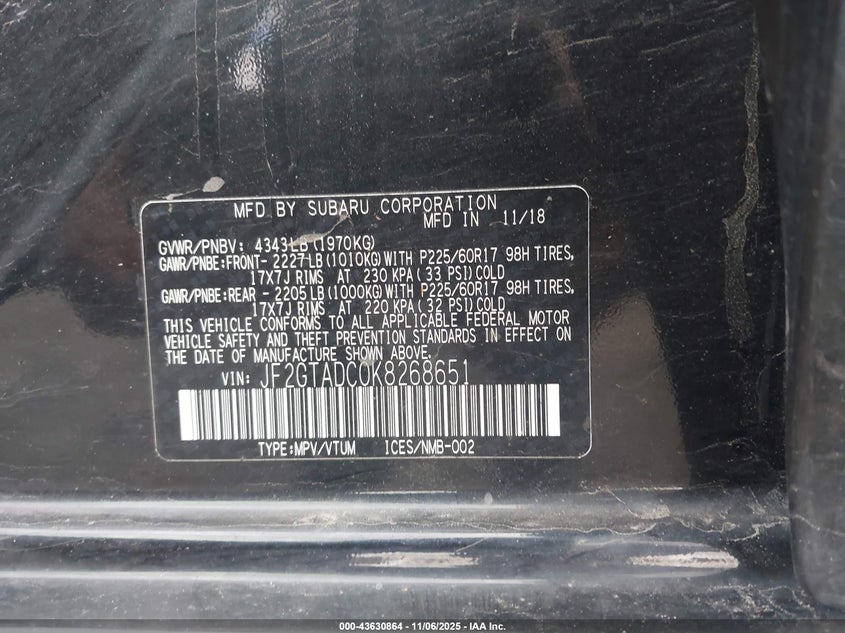 MFD BY SUBARU CORPORATION
MFD IN 11/18
GVWR/PNBV: 4343LB(1970KG)
GAWR/PNBE:FRONT- 2227LB(1010KG)WITH P225/60R17 98H TIRES,
17X7J RIMS AT 230 KPA(33 PSI)COLD
GAWR/PNBE:REAR - 2205LB(1000KG)WITH P225/60R17 98H TIRES,
17X7J RIMS AT 220 KPA(32 PSI)COLD
THIS VEHICLE CONFORMS TO ALL APPLICABLE FEDERAL MOTOR
VEHICLE SAFETY AND THEFT PREVENTION STANDARDS IN EFFECT ON
THE DATE OF MANUFACTURE SHOWN ABOVE.
VIN: JF2GTADC0K8268651
TYPE:MPV/VTUM ICES/NMB-002
000-43630864 - 11/06/2025 - IAA Inc.